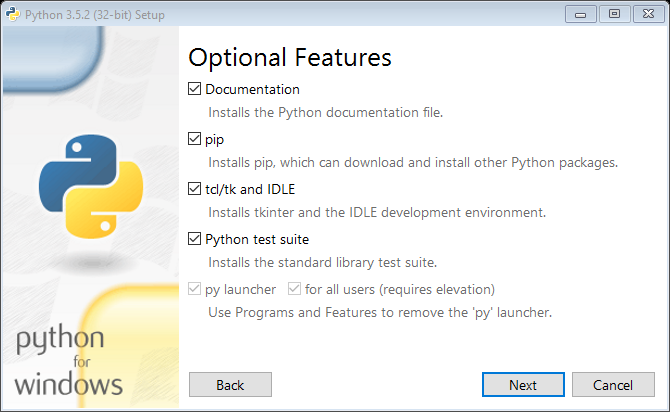 Python 3.5.2 (32-bit) Setup
Optional Features
Documentation
Installs the Python documentation file.
pip
Installs pip, which can download and install other Python packages.
tcl/tk and IDLE
Installs tkinter and the IDLE development environment.
Python test suite
Installs the standard library test suite.
py launcher for all users (requires elevation)
Use Programs and Features to remove the 'py' launcher.
python
for
windows
Back Next Cancel